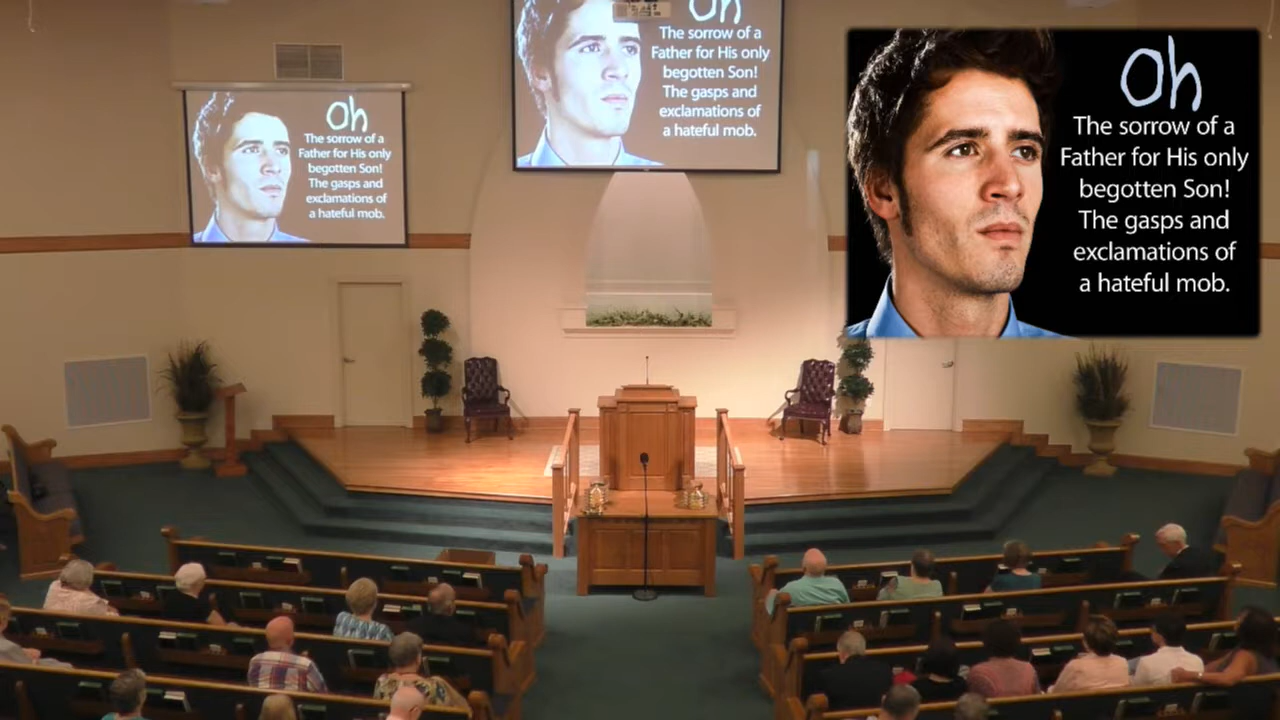 Oh
The sorrow of a
Father for His only
begotten Son!
The gasps and
exclamations of
a hateful mob.
Oh
The sorrow of a
Father for His only
begotten Son!
The gasps and
exclamations of
a hateful mob.
Oh
The sorrow of a
Father for His only
begotten Son!
The gasps and
exclamations of
a hateful mob.